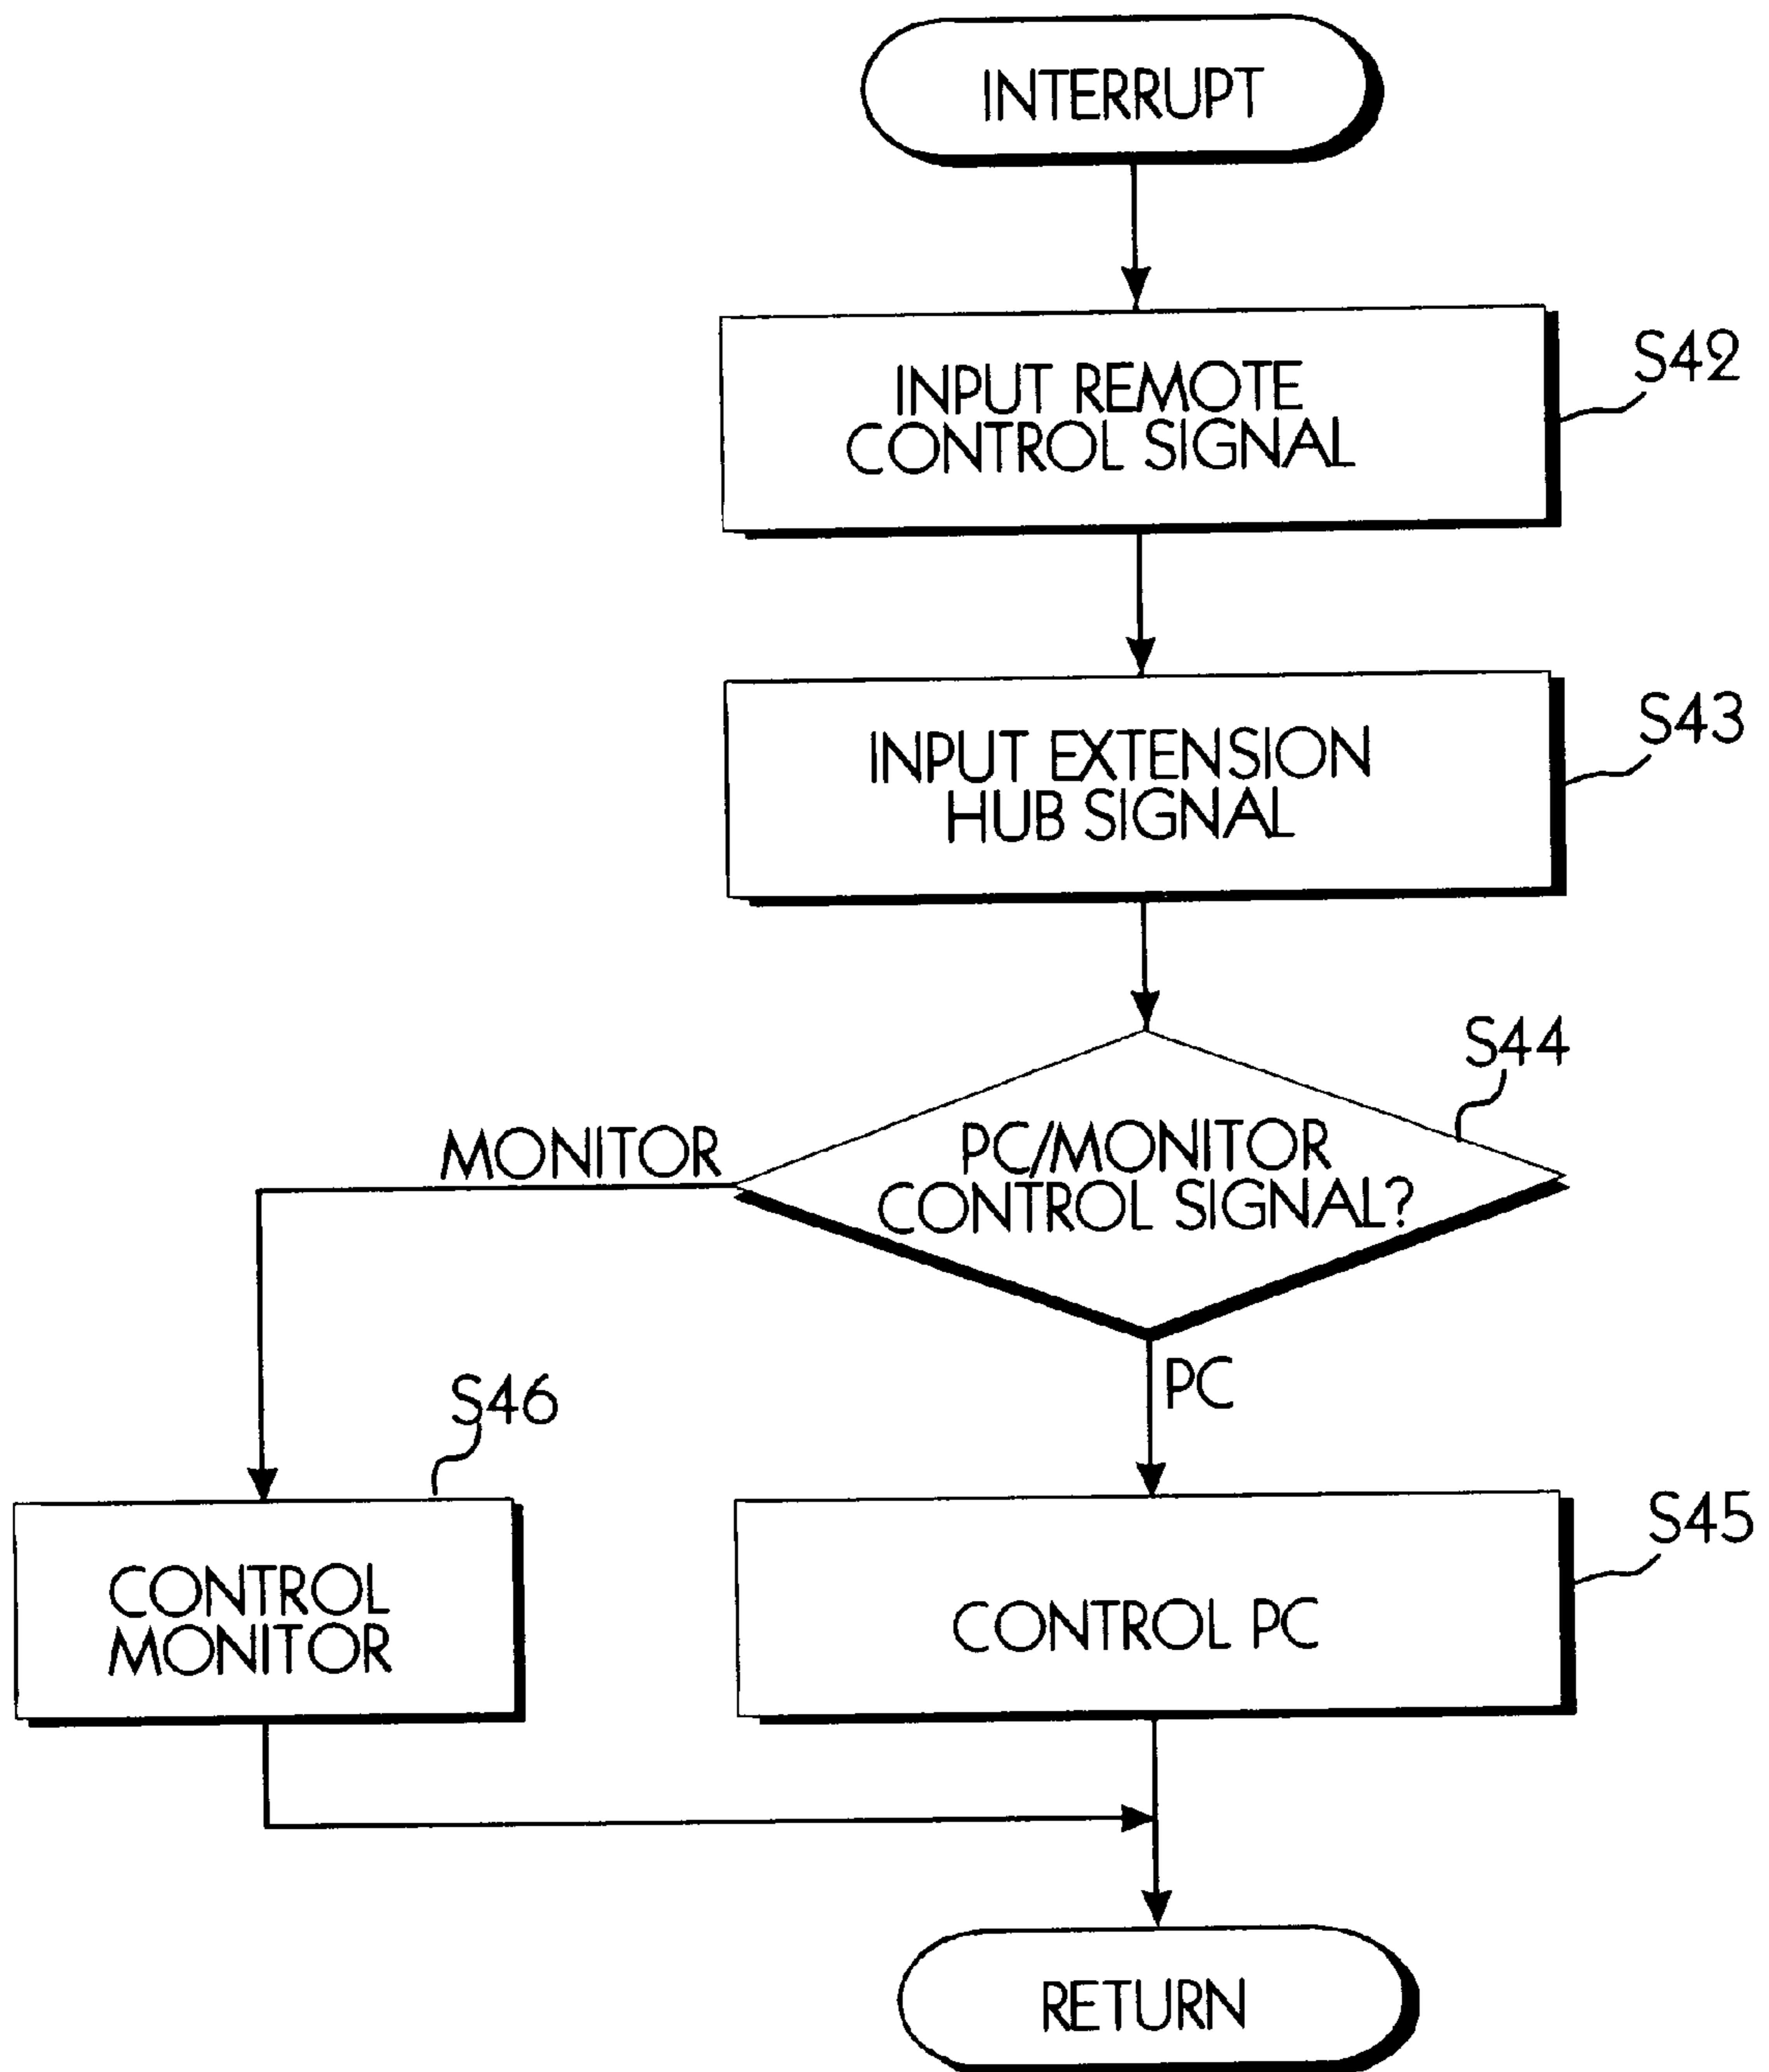 INTERRUPT
INPUT REMOTE
CONTROL SIGNAL
S42
INPUT EXTENSION
HUB SIGNAL
S43
S44
PC/MONITOR
CONTROL SIGNAL?
MONITOR
PC
S46
CONTROL
MONITOR
S45
CONTROL PC
RETURN